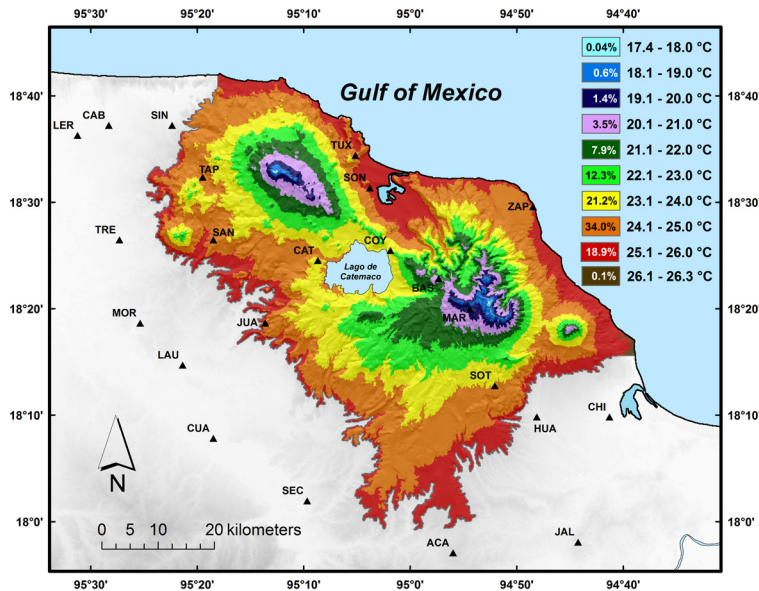 95°30' 95°20' 95°10' 95°0' 94°50' 94°40'
Gulf of Mexico
0.04% 17.4 - 18.0 °C
0.6% 18.1 - 19.0 °C
1.4% 19.1 - 20.0 °C
3.5% 20.1 - 21.0 °C
7.9% 21.1 - 22.0 °C
12.3% 22.1 - 23.0 °C
21.2% 23.1 - 24.0 °C
34.0% 24.1 - 25.0 °C
18.9% 25.1 - 26.0 °C
0.1% 26.1 - 26.3 °C
18°40' 18°40'
CAB SIN
LER
TUX
TAP SON
18°30' 18°30'
ZAP
TRE SAN COY
CAT
Lago de
Catemaco
BAS
18°20' 18°20'
MOR JUA MAR
LAU
SOT
18°10' 18°10'
CHI
CUA HUA
N
SEC
18°0' 18°0'
0 5 10 20 kilometers
ACA JAL
95°30' 95°20' 95°10' 95°0' 94°50' 94°40'